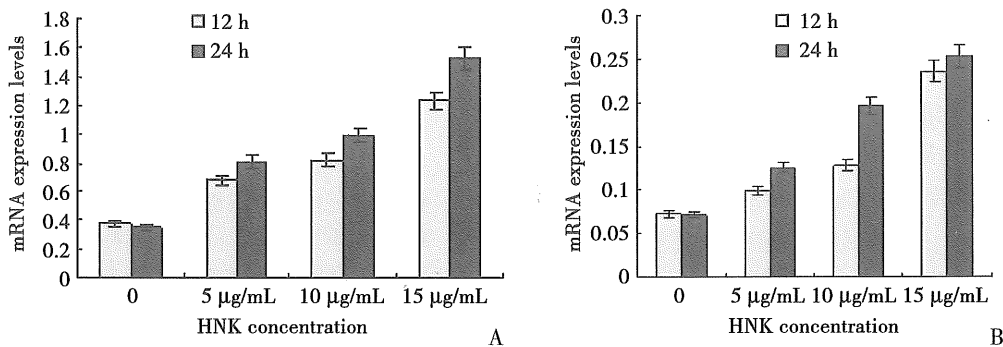 1.8
1.6
1.4
1.2
1
0.8
0.6
0.4
0.2
0
mRNA expression levels
12 h
24 h
0
5 μg/mL
10 μg/mL
15 μg/mL
HNK concentration
A
0.3
0.25
0.2
0.15
0.1
0.05
0
mRNA expression levels
12 h
24 h
0
5 μg/mL
10 μg/mL
15 μg/mL
HNK concentration
B